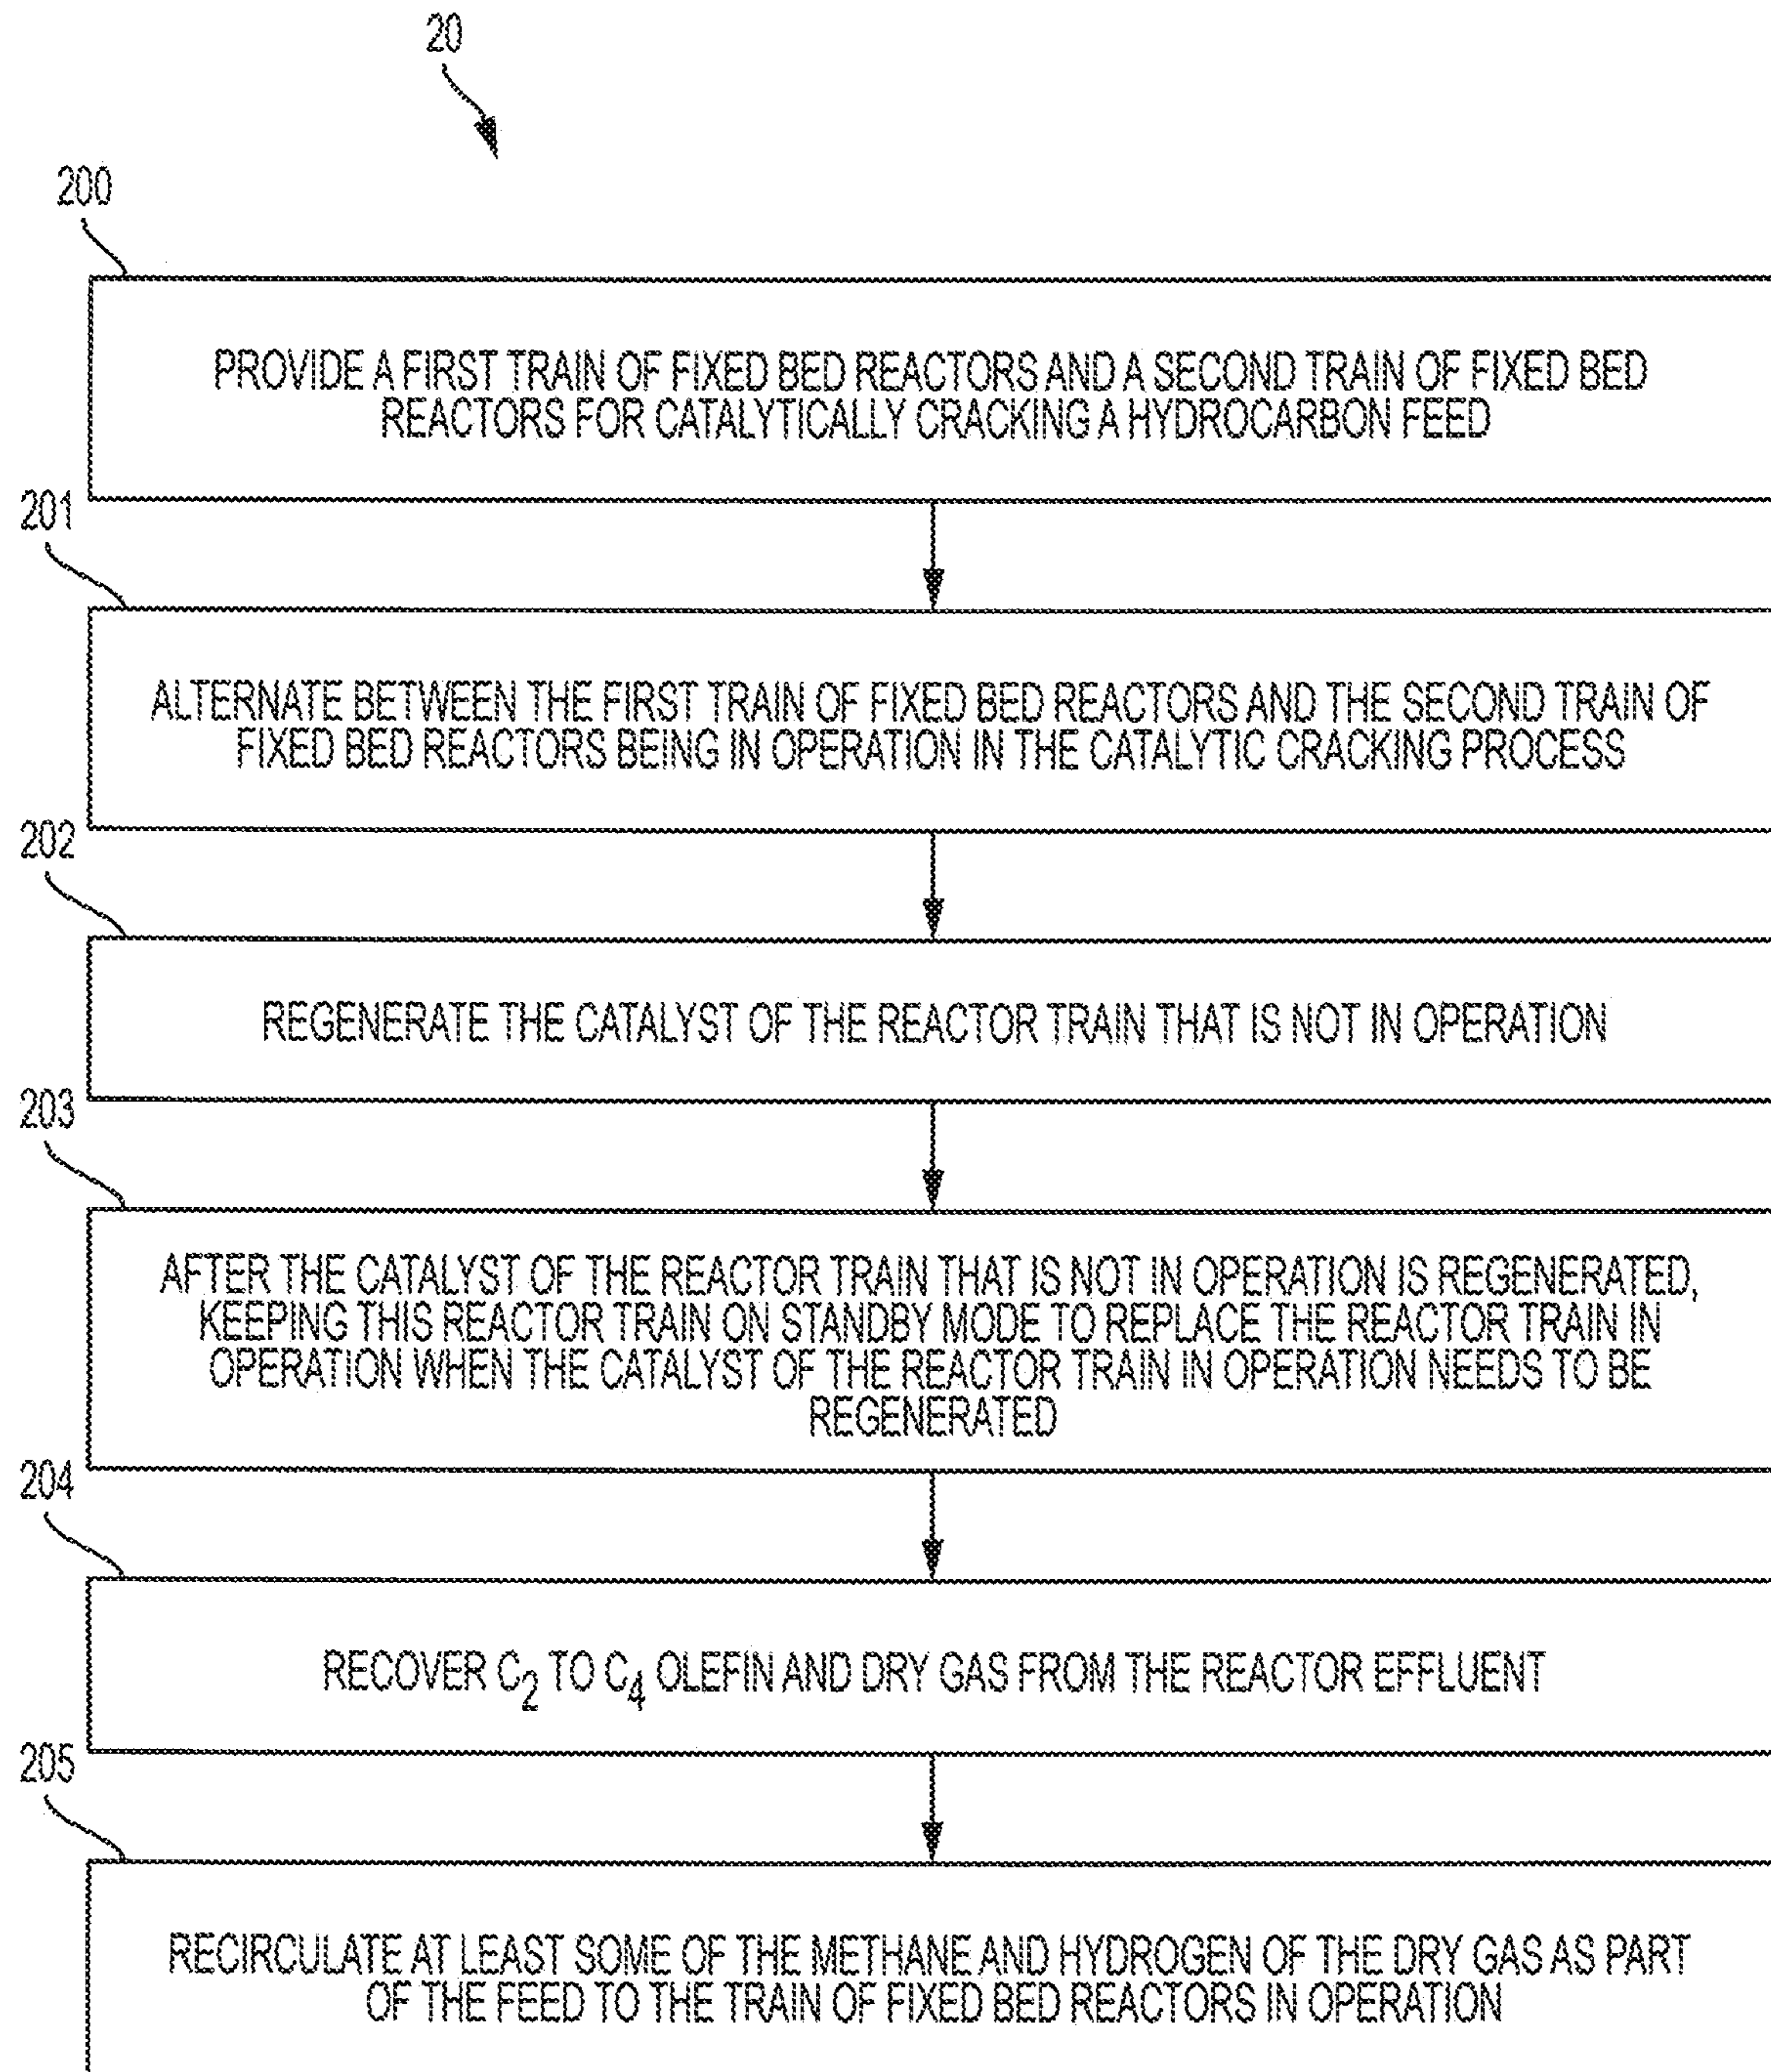 20
200
PROVIDE A FIRST TRAIN OF FIXED BED REACTORS AND A SECOND TRAIN OF FIXED BED
REACTORS FOR CATALYTICALLY CRACKING A HYDROCARBON FEED
201
ALTERNATE BETWEEN THE FIRST TRAIN OF FIXED BED REACTORS AND THE SECOND TRAIN OF
FIXED BED REACTORS BEING IN OPERATION IN THE CATALYTIC CRACKING PROCESS
202
REGENERATE THE CATALYST OF THE REACTOR TRAIN THAT IS NOT IN OPERATION
203
AFTER THE CATALYST OF THE REACTOR TRAIN THAT IS NOT IN OPERATION IS REGENERATED,
KEEPING THIS REACTOR TRAIN ON STANDBY MODE TO REPLACE THE REACTOR TRAIN IN
OPERATION WHEN THE CATALYST OF THE REACTOR TRAIN IN OPERATION NEEDS TO BE
REGENERATED
204
RECOVER C₂ TO C₄ OLEFIN AND DRY GAS FROM THE REACTOR EFFLUENT
205
RECIRCULATE AT LEAST SOME OF THE METHANE AND HYDROGEN OF THE DRY GAS AS PART
OF THE FEED TO THE TRAIN OF FIXED BED REACTORS IN OPERATION